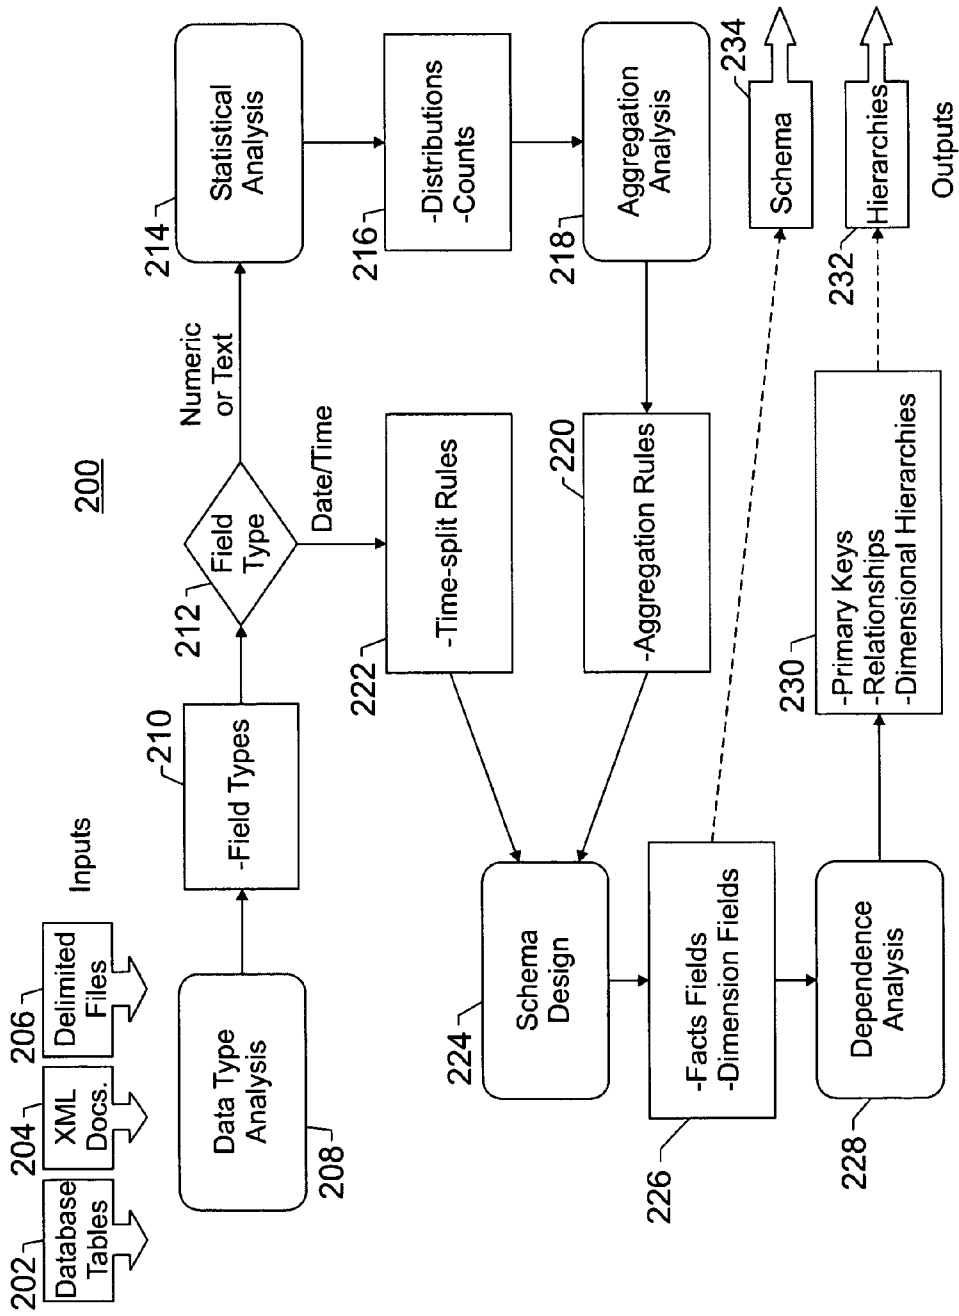 200
Inputs
202
Database
Tables
204
XML
Docs.
206
Delimited
Files
Data Type
Analysis
208
210
-Field Types
212
Field
Type
Numeric
or Text
Date/Time
214
Statistical
Analysis
216
-Distributions
-Counts
218
Aggregation
Analysis
220
-Aggregation Rules
222
-Time-split Rules
224
Schema
Design
226
-Facts Fields
-Dimension Fields
228
Dependence
Analysis
230
-Primary Keys
-Relationships
-Dimensional Hierarchies
234
Schema
232
Hierarchies
Outputs